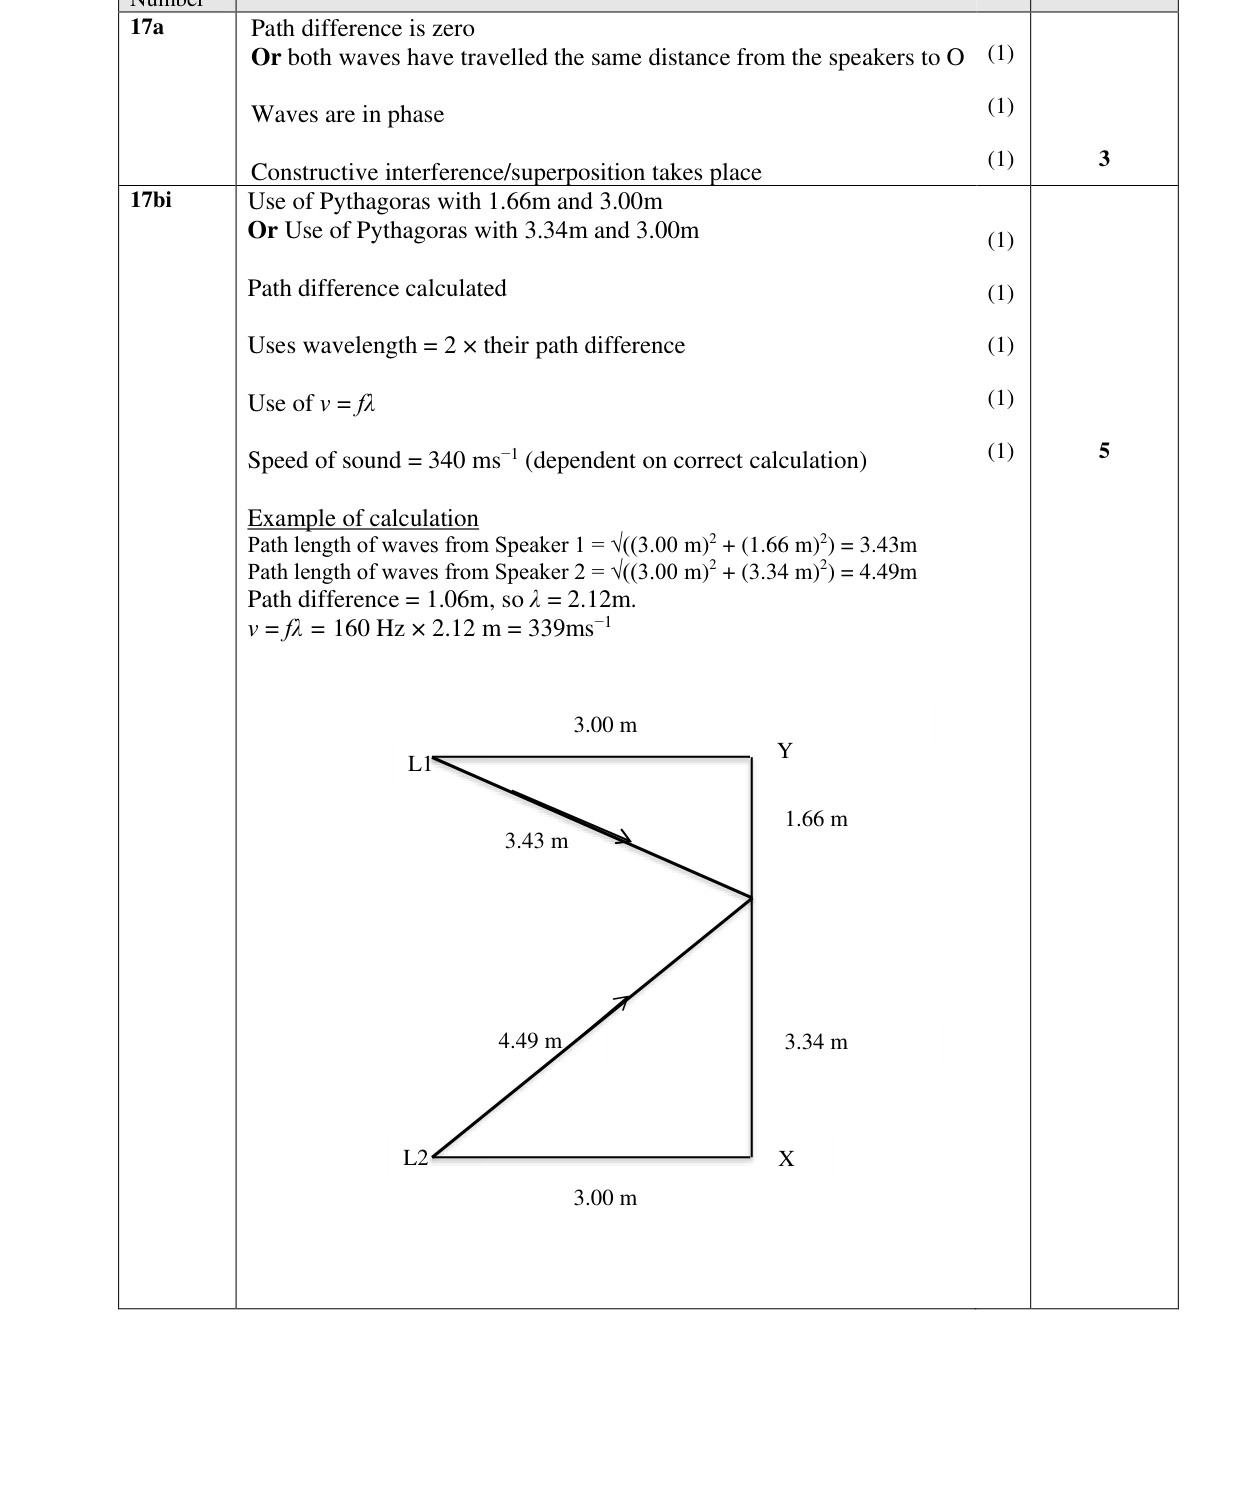 Number
17a
Path difference is zero
Or both waves have travelled the same distance from the speakers to O (1)
Waves are in phase (1)
Constructive interference/superposition takes place (1) 3
17bi
Use of Pythagoras with 1.66m and 3.00m
Or Use of Pythagoras with 3.34m and 3.00m (1)
Path difference calculated (1)
Uses wavelength = 2 × their path difference (1)
Use of v = fλ (1)
Speed of sound = 340 ms⁻¹ (dependent on correct calculation) (1) 5
Example of calculation
Path length of waves from Speaker 1 = √((3.00 m)² + (1.66 m)²) = 3.43m
Path length of waves from Speaker 2 = √((3.00 m)² + (3.34 m)²) = 4.49m
Path difference = 1.06m, so λ = 2.12m.
v = fλ = 160 Hz × 2.12 m = 339ms⁻¹
3.00 m
L1
Y
1.66 m
3.43 m
4.49 m
3.34 m
L2
X
3.00 m